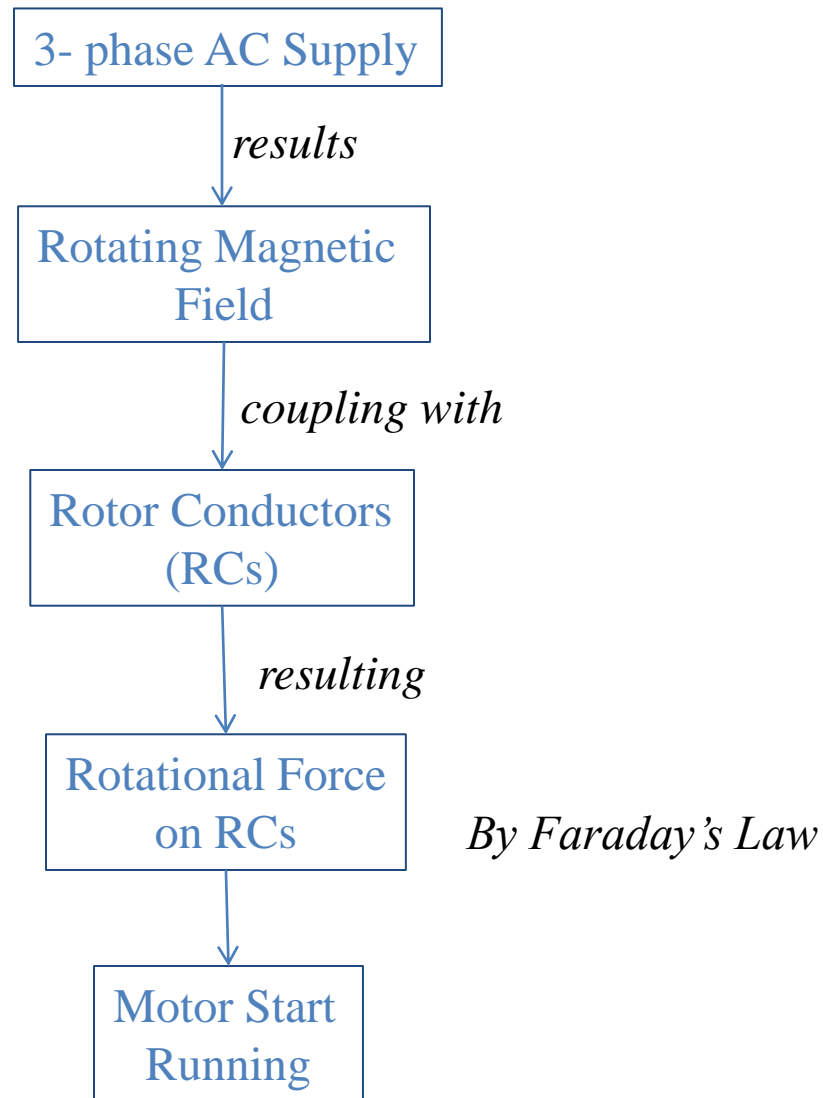 3- phase AC Supply
results
Rotating Magnetic
Field
coupling with
Rotor Conductors
(RCs)
resulting
Rotational Force
on RCs
By Faraday’s Law
Motor Start
Running